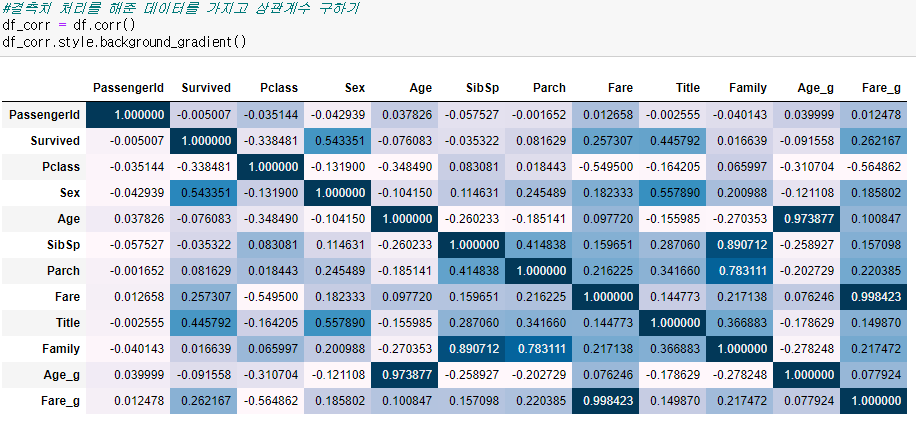 #결측치 처리를 해준 데이터를 가지고 상관계수 구하기
df_corr = df.corr()
df_corr.style.background_gradient()
PassengerId Survived Pclass Sex Age SibSp Parch Fare Title Family Age_g Fare_g
PassengerId 1.000000 -0.005007 -0.035144 -0.042939 0.037826 -0.057527 -0.001652 0.012658 -0.002555 -0.040143 0.039999 0.012478
Survived -0.005007 1.000000 -0.338481 0.543351 -0.076083 -0.035322 0.081629 0.257307 0.445792 0.016639 -0.091558 0.262167
Pclass -0.035144 -0.338481 1.000000 -0.131900 -0.348490 0.083081 0.018443 -0.549500 -0.164205 0.065997 -0.310704 -0.564862
Sex -0.042939 0.543351 -0.131900 1.000000 -0.104150 0.114631 0.245489 0.182333 0.557890 0.200988 -0.121108 0.185802
Age 0.037826 -0.076083 -0.348490 -0.104150 1.000000 -0.260233 -0.185141 0.097720 -0.155985 -0.270353 0.973877 0.100847
SibSp -0.057527 -0.035322 0.083081 0.114631 -0.260233 1.000000 0.414838 0.159651 0.287060 0.890712 -0.258927 0.157098
Parch -0.001652 0.081629 0.018443 0.245489 -0.185141 0.414838 1.000000 0.216225 0.341660 0.783111 -0.202729 0.220385
Fare 0.012658 0.257307 -0.549500 0.182333 0.097720 0.159651 0.216225 1.000000 0.144773 0.217138 0.076246 0.998423
Title -0.002555 0.445792 -0.164205 0.557890 -0.155985 0.287060 0.341660 0.144773 1.000000 0.366883 -0.178629 0.149870
Family -0.040143 0.016639 0.065997 0.200988 -0.270353 0.890712 0.783111 0.217138 0.366883 1.000000 -0.278248 0.217472
Age_g 0.039999 -0.091558 -0.310704 -0.121108 0.973877 -0.258927 -0.202729 0.076246 -0.178629 -0.278248 1.000000 0.077924
Fare_g 0.012478 0.262167 -0.564862 0.185802 0.100847 0.157098 0.220385 0.998423 0.149870 0.217472 0.077924 1.000000